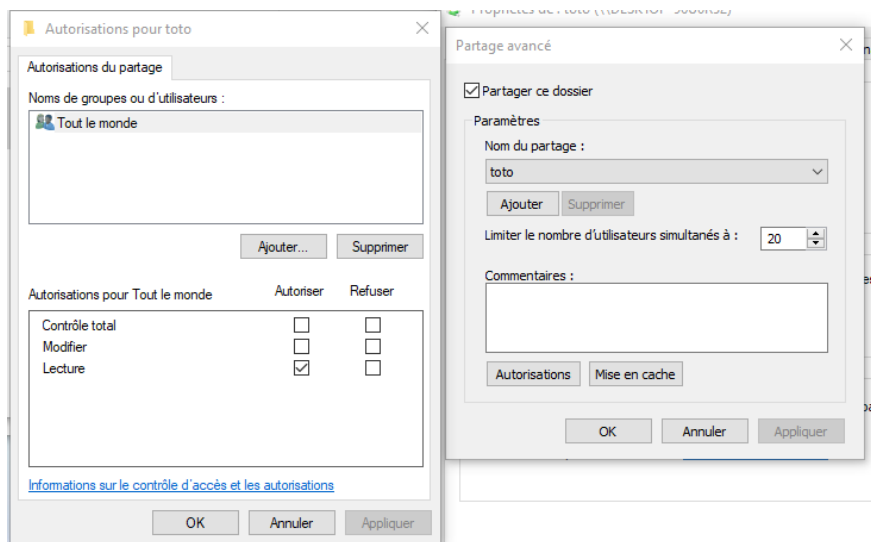 Autorisations pour toto
Autorisations du partage
Noms de groupes ou d'utilisateurs :
Tout le monde
Ajouter...
Supprimer
Autorisations pour Tout le monde
Autoriser
Refuser
Contrôle total
Modifier
Lecture
Informations sur le contrôle d'accès et les autorisations
OK
Annuler
Appliquer
Propriétés de : toto
Partage avancé
Partager ce dossier
Paramètres
Nom du partage :
toto
Ajouter
Supprimer
Limiter le nombre d'utilisateurs simultanés à :
20
Commentaires :
Autorisations
Mise en cache
OK
Annuler
Appliquer